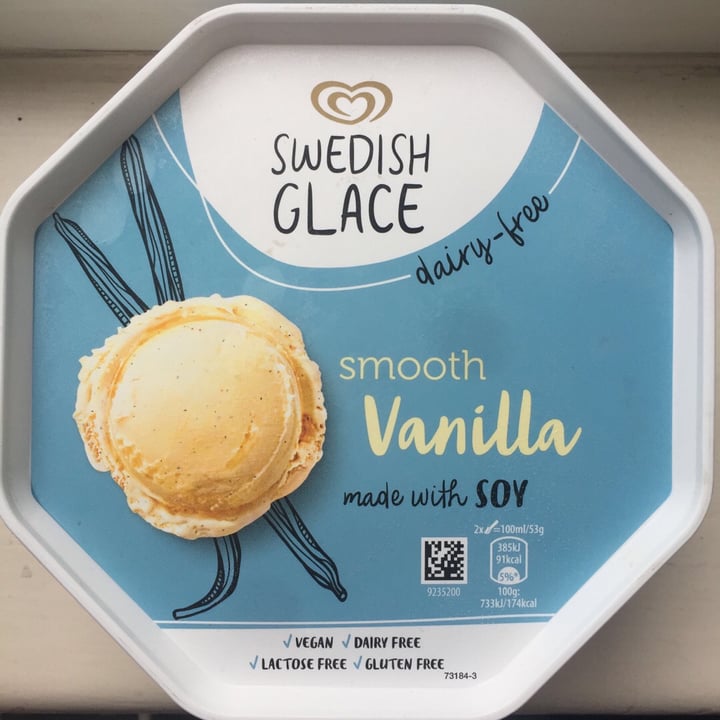 SWEDISH
GLACE
dairy-free
smooth
Vanilla
made with SOY
2x =100ml/53g
385kJ
91kcal
5%*
100g:
733kJ/174kcal
9235200
✓VEGAN ✓DAIRY FREE
✓LACTOSE FREE ✓GLUTEN FREE
73184-3